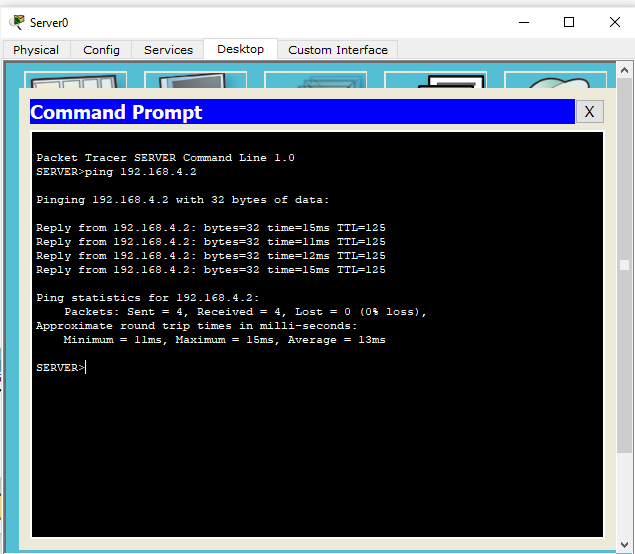 Server0
Physical Config Services Desktop Custom Interface
Command Prompt X
Packet Tracer SERVER Command Line 1.0
SERVER>ping 192.168.4.2
Pinging 192.168.4.2 with 32 bytes of data:
Reply from 192.168.4.2: bytes=32 time=15ms TTL=125
Reply from 192.168.4.2: bytes=32 time=11ms TTL=125
Reply from 192.168.4.2: bytes=32 time=12ms TTL=125
Reply from 192.168.4.2: bytes=32 time=15ms TTL=125
Ping statistics for 192.168.4.2:
Packets: Sent = 4, Received = 4, Lost = 0 (0% loss),
Approximate round trip times in milli-seconds:
Minimum = 11ms, Maximum = 15ms, Average = 13ms
SERVER>